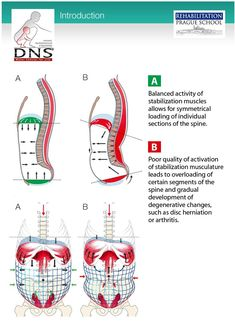 Introduction
REHABILITATION
PRAGUE SCHOOL
DNS
A
B
A
Balanced activity of
stabilization muscles
allows for symmetrical
loading of individual
sections of the spine.
B
Poor quality of activation
of stabilization musculature
leads to overloading of
certain segments of the
spine and gradual
development of
degenerative changes,
such as disc herniation
or arthritis.
A
B